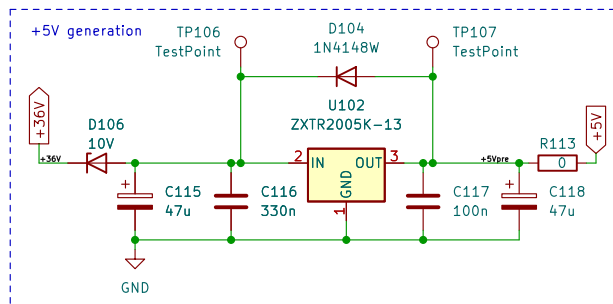 +5V generation
TP106
TestPoint
D104
1N4148W
TP107
TestPoint
U102
ZXTR2005K-13
+36V
+36V
D106
10V
2
IN
OUT
3
GND
1
+5Vpre
R113
0
+5V
C115
47u
C116
330n
C117
100n
C118
47u
+
+
GND